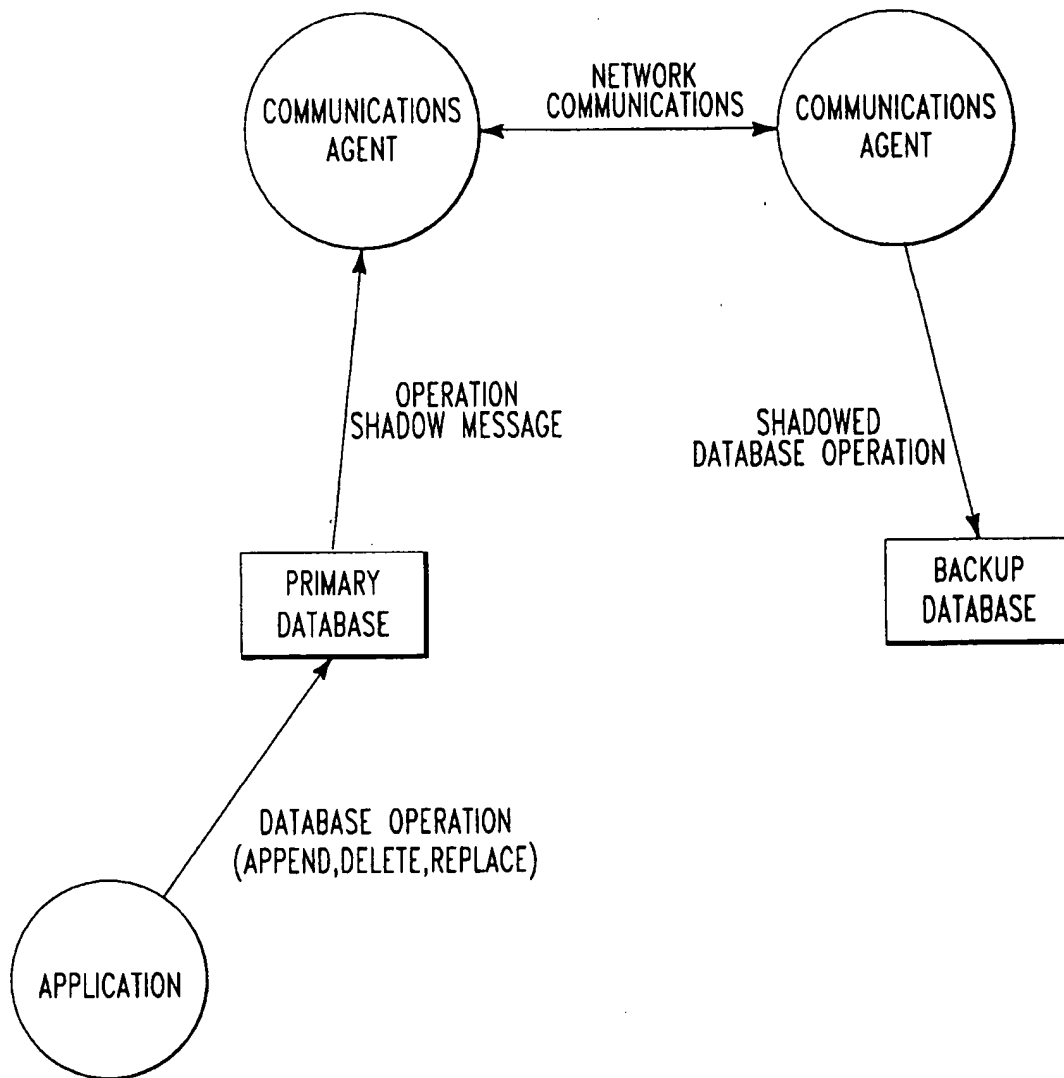 COMMUNICATIONS
AGENT
NETWORK
COMMUNICATIONS
COMMUNICATIONS
AGENT
OPERATION
SHADOW MESSAGE
SHADOWED
DATABASE OPERATION
PRIMARY
DATABASE
BACKUP
DATABASE
DATABASE OPERATION
(APPEND,DELETE,REPLACE)
APPLICATION